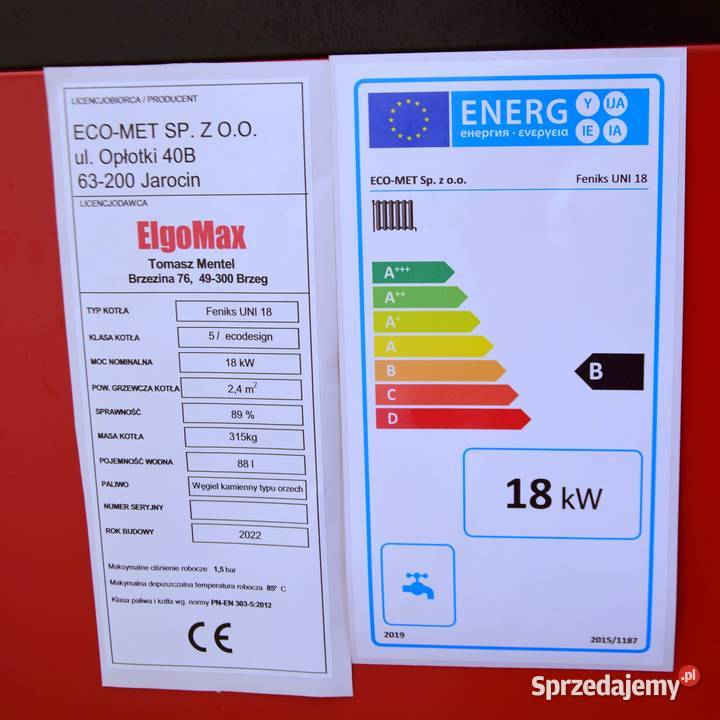 LICENCJOBIORCA / PRODUCENT
ECO-MET SP. Z O.O.
ul. Opłotki 40B
63-200 Jarocin
LICENCJODAWCA
ElgoMax
Tomasz Mentel
Brzezina 76, 49-300 Brzeg
TYP KOTŁA Feniks UNI 18
KLASA KOTŁA 5 / ecodesign
MOC NOMINALNA 18 kW
POW. GRZEWCZA KOTŁA 2,4 m²
SPRAWNOŚĆ 89 %
MASA KOTŁA 315kg
POJEMNOŚĆ WODNA 88 l
PALIWO Węgiel kamienny typu orzech
NUMER SERYJNY
ROK BUDOWY 2022
Maksymalne ciśnienie robocze 1,5 bar
Maksymalna dopuszczalna temperatura robocza 85° C
Klasa paliwa i kotła wg. normy PN-EN 303-5:2012
CE
ENERG Y IJA
енергия · ενεργεια IE IA
ECO-MET Sp. z o.o. Feniks UNI 18
A+++
A++
A+
A
B B
C
D
18 kW
2019 2015/1187
Sprzedajemy.pl